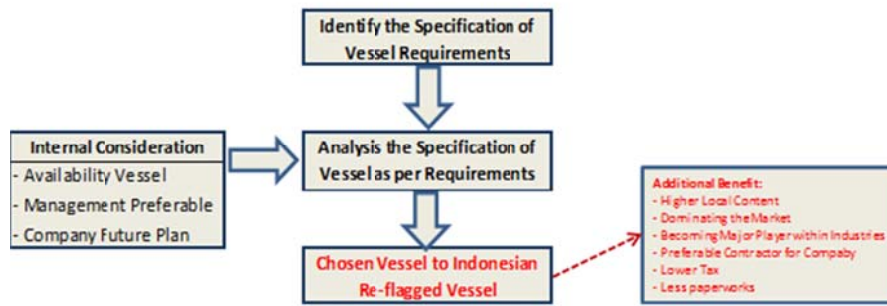 Identify the Specification of
Vessel Requirements
Internal Consideration
- Availability Vessel
- Management Preferable
- Company Future Plan
Analysis the Specification of
Vessel as per Requirements
Chosen Vessel to Indonesian
Re-flagged Vessel
Additional Benefit:
- Higher Local Content
- Dominating the Market
- Becoming Major Player within Industries
- Preferable Contractor for Compaby
- Lower Tax
- Less paperworks